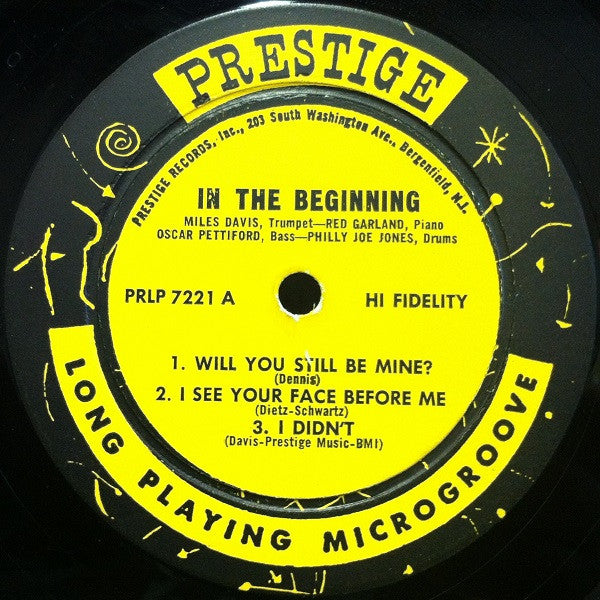 PRESTIGE
PRESTIGE RECORDS, Inc., 203 South Washington Ave., Bergenfield, N.J.
IN THE BEGINNING
MILES DAVIS, Trumpet—RED GARLAND, Piano
OSCAR PETTIFORD, Bass—PHILLY JOE JONES, Drums
PRLP 7221 A HI FIDELITY
1. WILL YOU STILL BE MINE?
(Dennis)
2. I SEE YOUR FACE BEFORE ME
(Dietz-Schwartz)
3. I DIDN'T
(Davis-Prestige Music-BMI)
LONG PLAYING MICROGROOVE